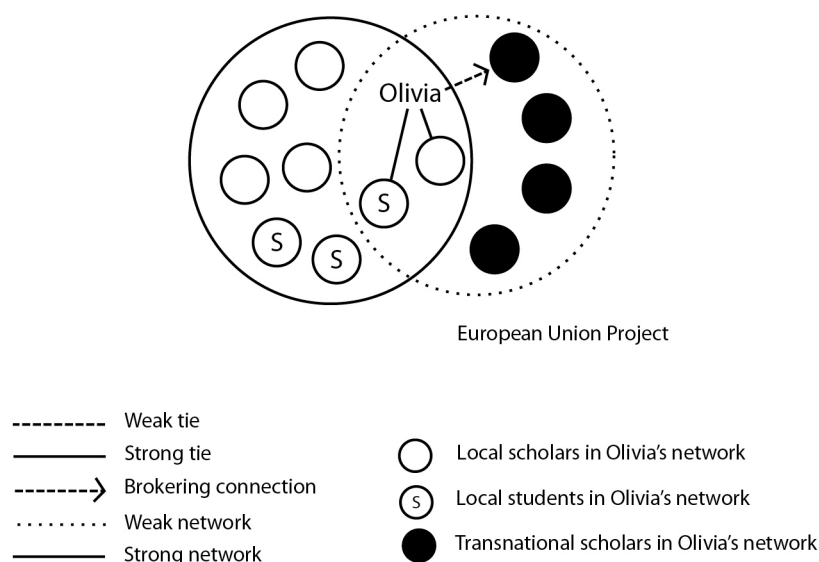 Olivia
S
S
S
European Union Project
Weak tie
Strong tie
Brokering connection
Weak network
Strong network
Local scholars in Olivia’s network
S
Local students in Olivia’s network
Transnational scholars in Olivia’s network